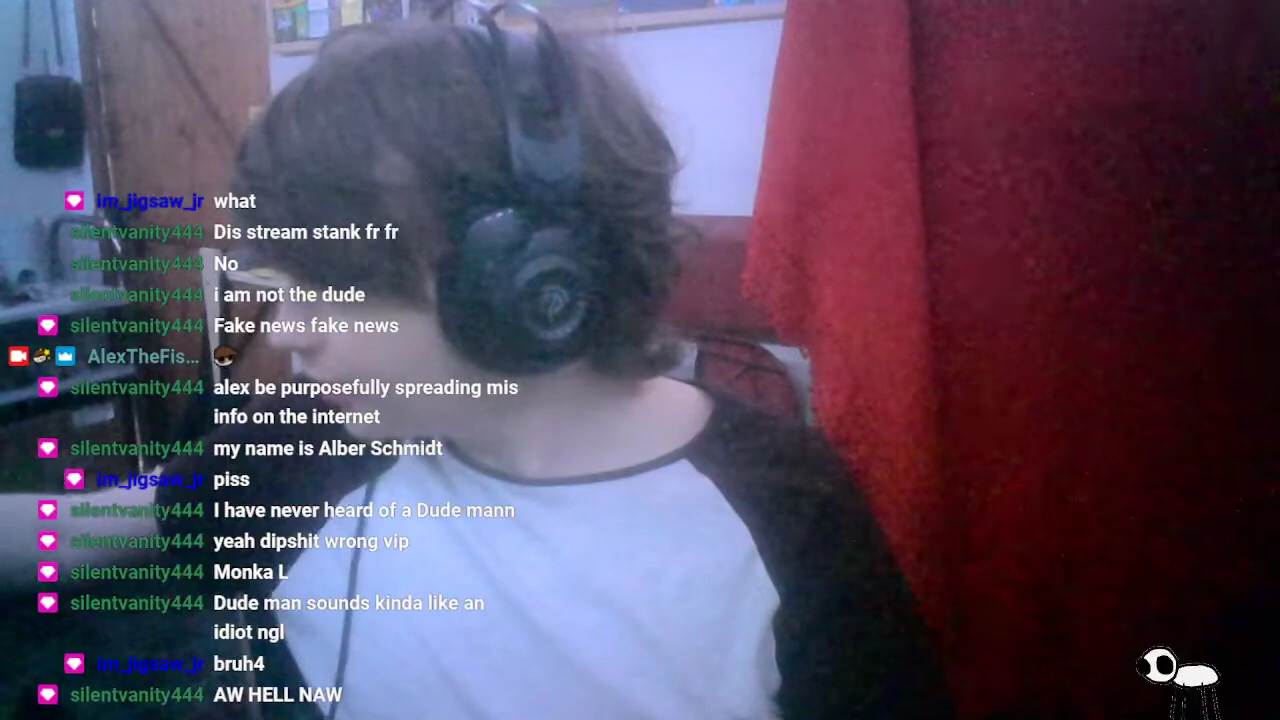 im_jigsaw_jr what
silentvanity444 Dis stream stank fr fr
silentvanity444 No
silentvanity444 i am not the dude
silentvanity444 Fake news fake news
AlexTheFis...
silentvanity444 alex be purposefully spreading mis
info on the internet
silentvanity444 my name is Alber Schmidt
im_jigsaw_jr piss
silentvanity444 I have never heard of a Dude mann
silentvanity444 yeah dipshit wrong vip
silentvanity444 Monka L
silentvanity444 Dude man sounds kinda like an
idiot ngl
im_jigsaw_jr bruh4
silentvanity444 AW HELL NAW